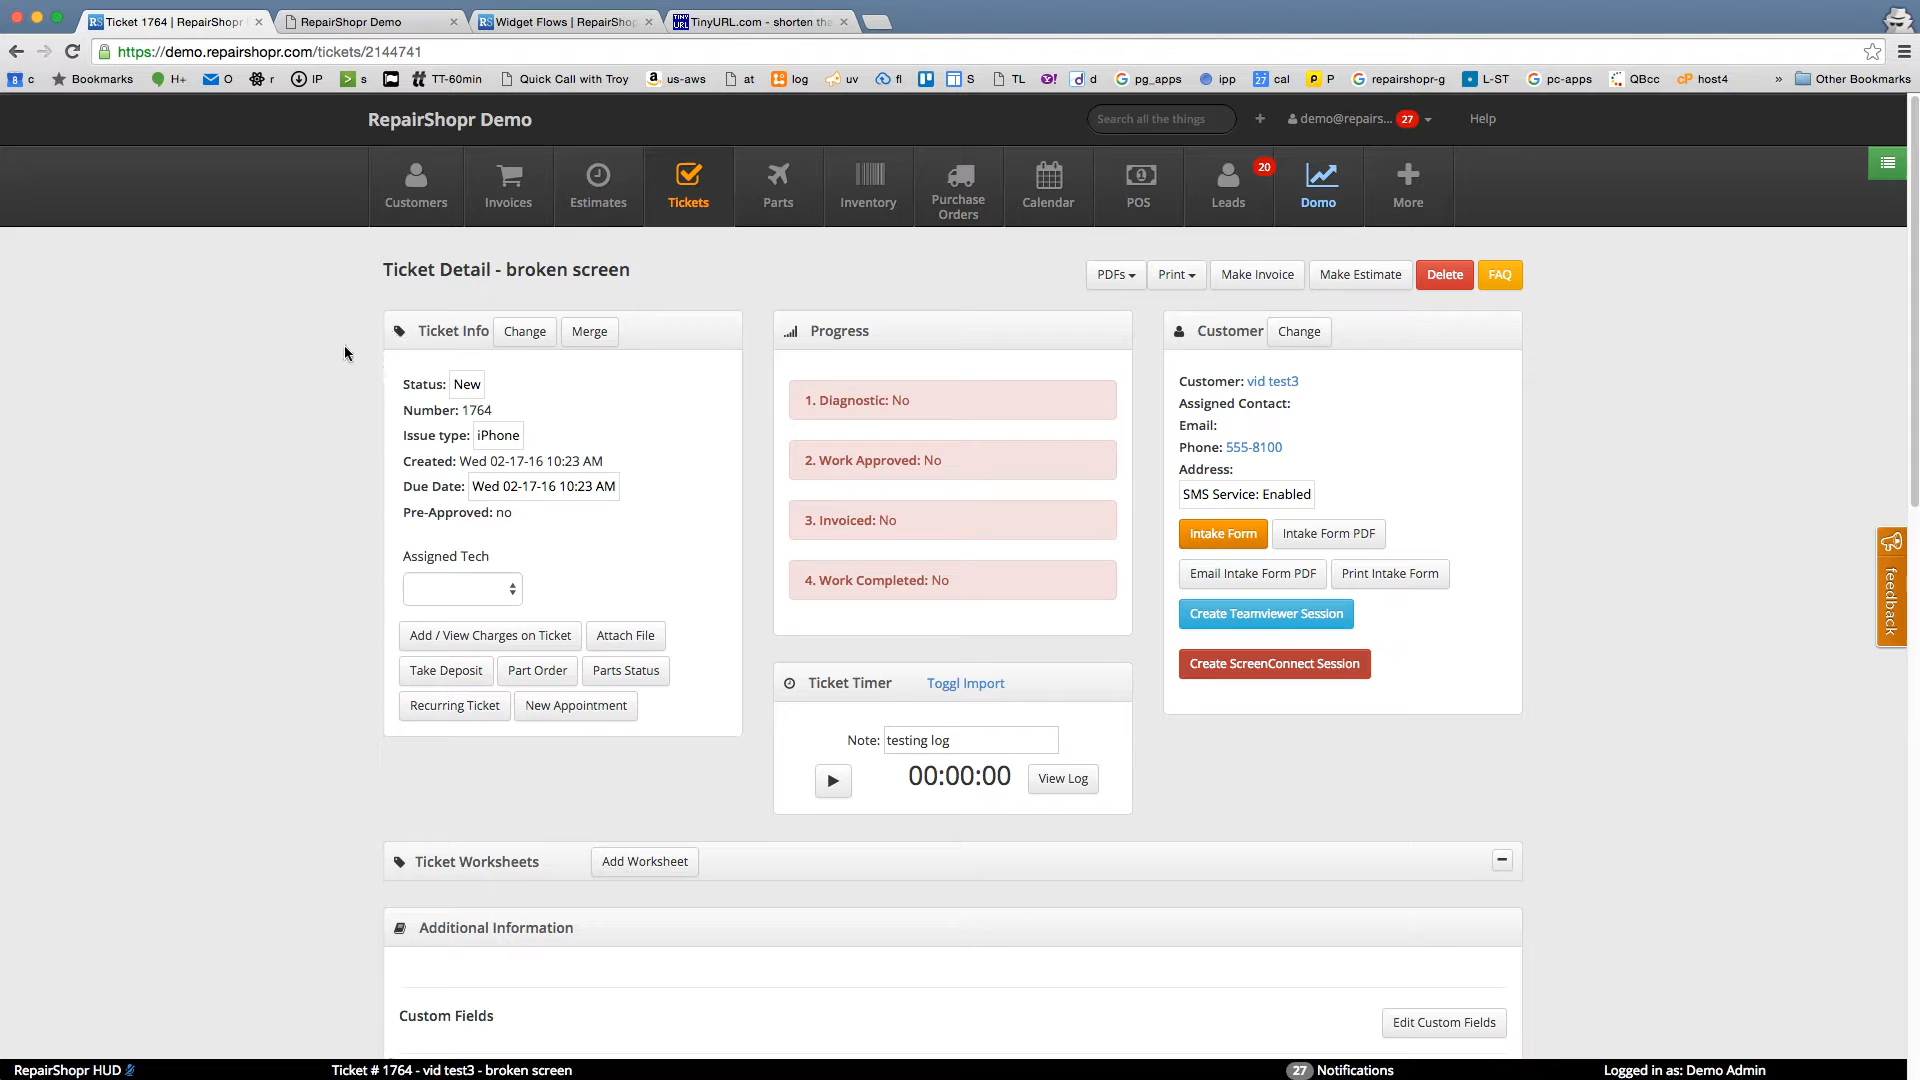 Ticket 1764 | RepairShopr
RepairShopr Demo
RS Widget Flows | RepairSho
TINY URL TinyURL.com - shorten tha
https://demo.repairshopr.com/tickets/2144741
8 c
Bookmarks
H+
O
r
IP
s
TT-60min
Quick Call with Troy
us-aws
at
log
uv
fl
S
TL
d
pg_apps
ipp
27 cal
P
repairshopr-g
L-ST
pc-apps
QBcc
cP host4
»
Other Bookmarks
RepairShopr Demo
Search all the things
demo@repairs... 27
Help
Customers
Invoices
Estimates
Tickets
Parts
Inventory
Purchase
Orders
Calendar
POS
Leads
20
Domo
More
Ticket Detail - broken screen
PDFs
Print
Make Invoice
Make Estimate
Delete
FAQ
Ticket Info
Change
Merge
Status: New
Number: 1764
Issue type: iPhone
Created: Wed 02-17-16 10:23 AM
Due Date: Wed 02-17-16 10:23 AM
Pre-Approved: no
Assigned Tech
Add / View Charges on Ticket
Attach File
Take Deposit
Part Order
Parts Status
Recurring Ticket
New Appointment
Progress
1. Diagnostic: No
2. Work Approved: No
3. Invoiced: No
4. Work Completed: No
Ticket Timer
Toggl Import
Note: testing log
00:00:00
View Log
Customer
Change
Customer: vid test3
Assigned Contact:
Email:
Phone: 555-8100
Address:
SMS Service: Enabled
Intake Form
Intake Form PDF
Email Intake Form PDF
Print Intake Form
Create Teamviewer Session
Create ScreenConnect Session
feedback
Ticket Worksheets
Add Worksheet
Additional Information
Custom Fields
Edit Custom Fields
RepairShopr HUD
Ticket # 1764 - vid test3 - broken screen
27 Notifications
Logged in as: Demo Admin